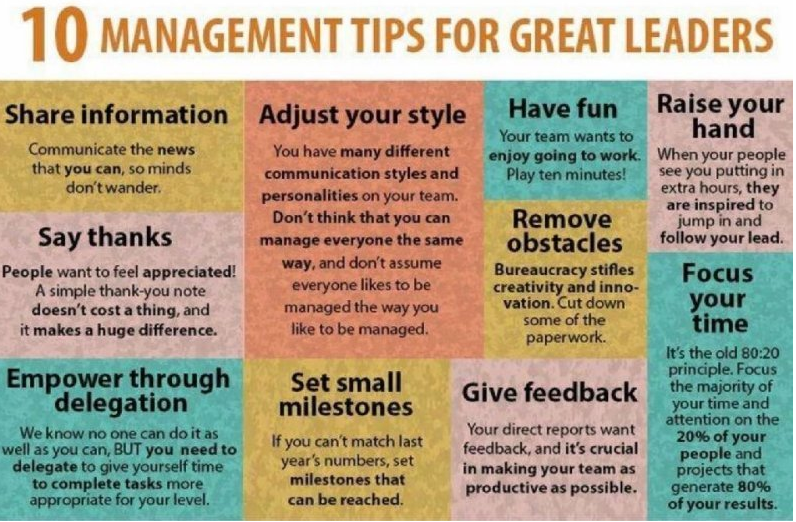 10 MANAGEMENT TIPS FOR GREAT LEADERS
Share information
Communicate the news
that you can, so minds
don't wander.
Adjust your style
You have many different
communication styles and
personalities on your team.
Don't think that you can
manage everyone the same
way, and don't assume
everyone likes to be
managed the way you
like to be managed.
Have fun
Your team wants to
enjoy going to work.
Play ten minutes!
Raise your
hand
When your people
see you putting in
extra hours, they
are inspired to
jump in and
follow your lead.
Say thanks
People want to feel appreciated!
A simple thank-you note
doesn't cost a thing, and
it makes a huge difference.
Remove
obstacles
Bureaucracy stifles
creativity and inno-
vation. Cut down
some of the
paperwork.
Focus
your
time
It's the old 80:20
principle. Focus
the majority of
your time and
attention on the
20% of your
people and
projects that
generate 80%
of your results.
Empower through
delegation
We know no one can do it as
well as you can, BUT you need to
delegate to give yourself time
to complete tasks more
appropriate for your level.
Set small
milestones
If you can't match last
year's numbers, set
milestones that
can be reached.
Give feedback
Your direct reports want
feedback, and it's crucial
in making your team as
productive as possible.